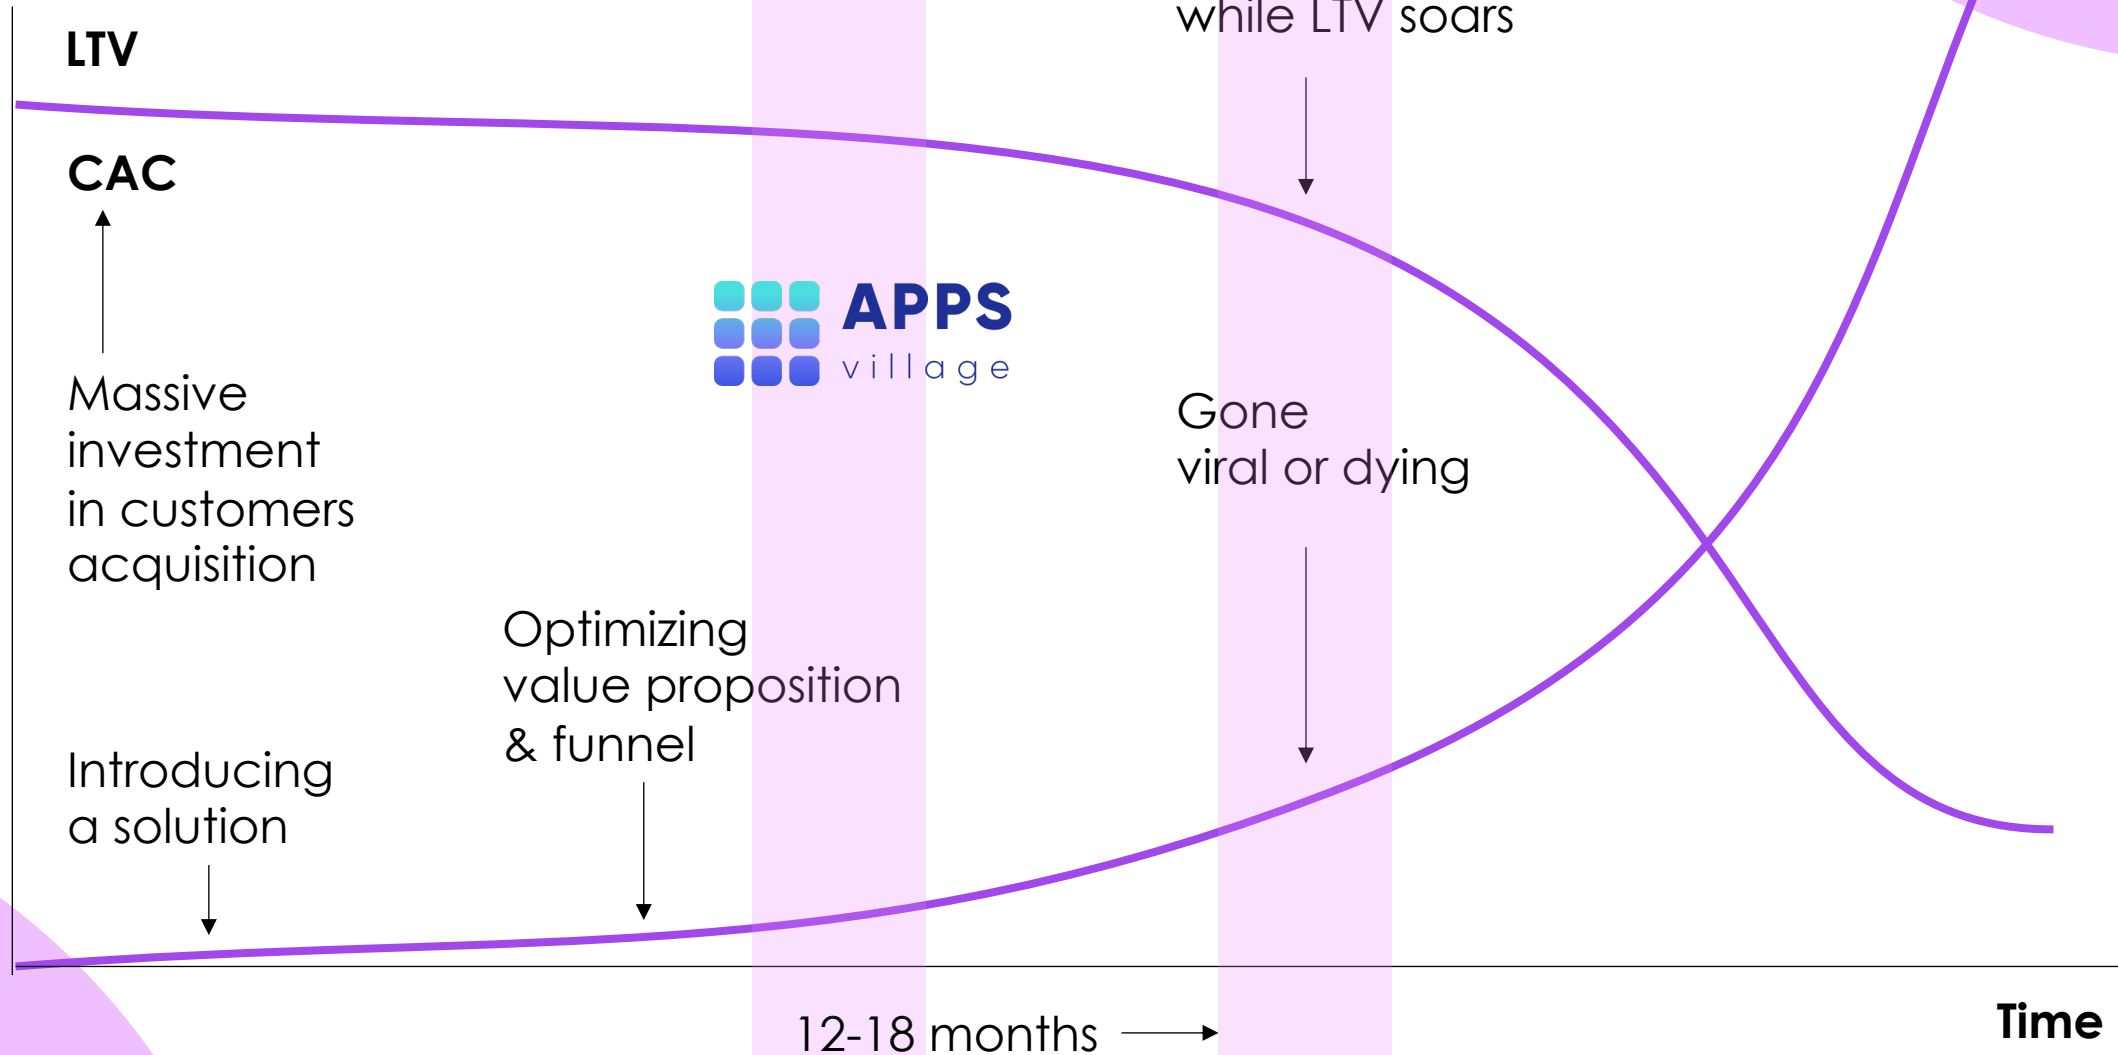 while LTV soars
LTV
CAC
APPS
village
Massive
investment
in customers
acquisition
Gone
viral or dying
Optimizing
value proposition
& funnel
Introducing
a solution
12-18 months
Time